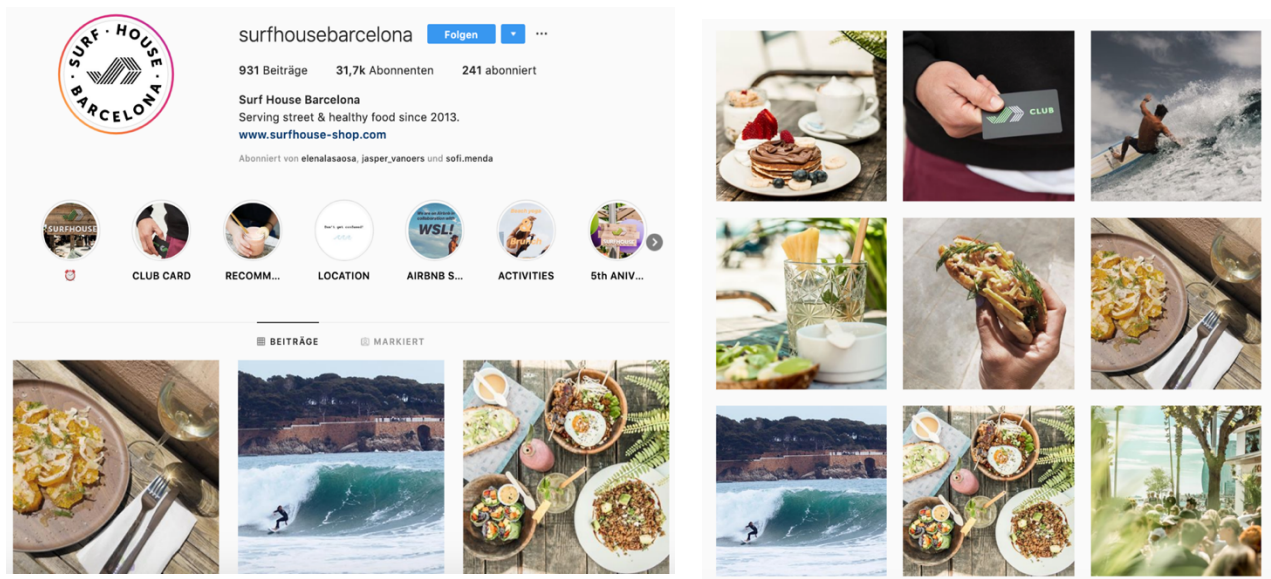 SURF · HOUSE · BARCELONA ·
surfhousebarcelona
Folgen
931 Beiträge 31,7k Abonnenten 241 abonniert
Surf House Barcelona
Serving street & healthy food since 2013.
www.surfhouse-shop.com
Abonniert von elenalasaosa, jasper_vanoers und sofi.menda
SURFHOUSE
WSL!
Brunch
SURFHOUSE
CLUB CARD
RECOMM...
LOCATION
AIRBNB S...
ACTIVITIES
5th ANIV...
BEITRÄGE
MARKIERT
CLUB